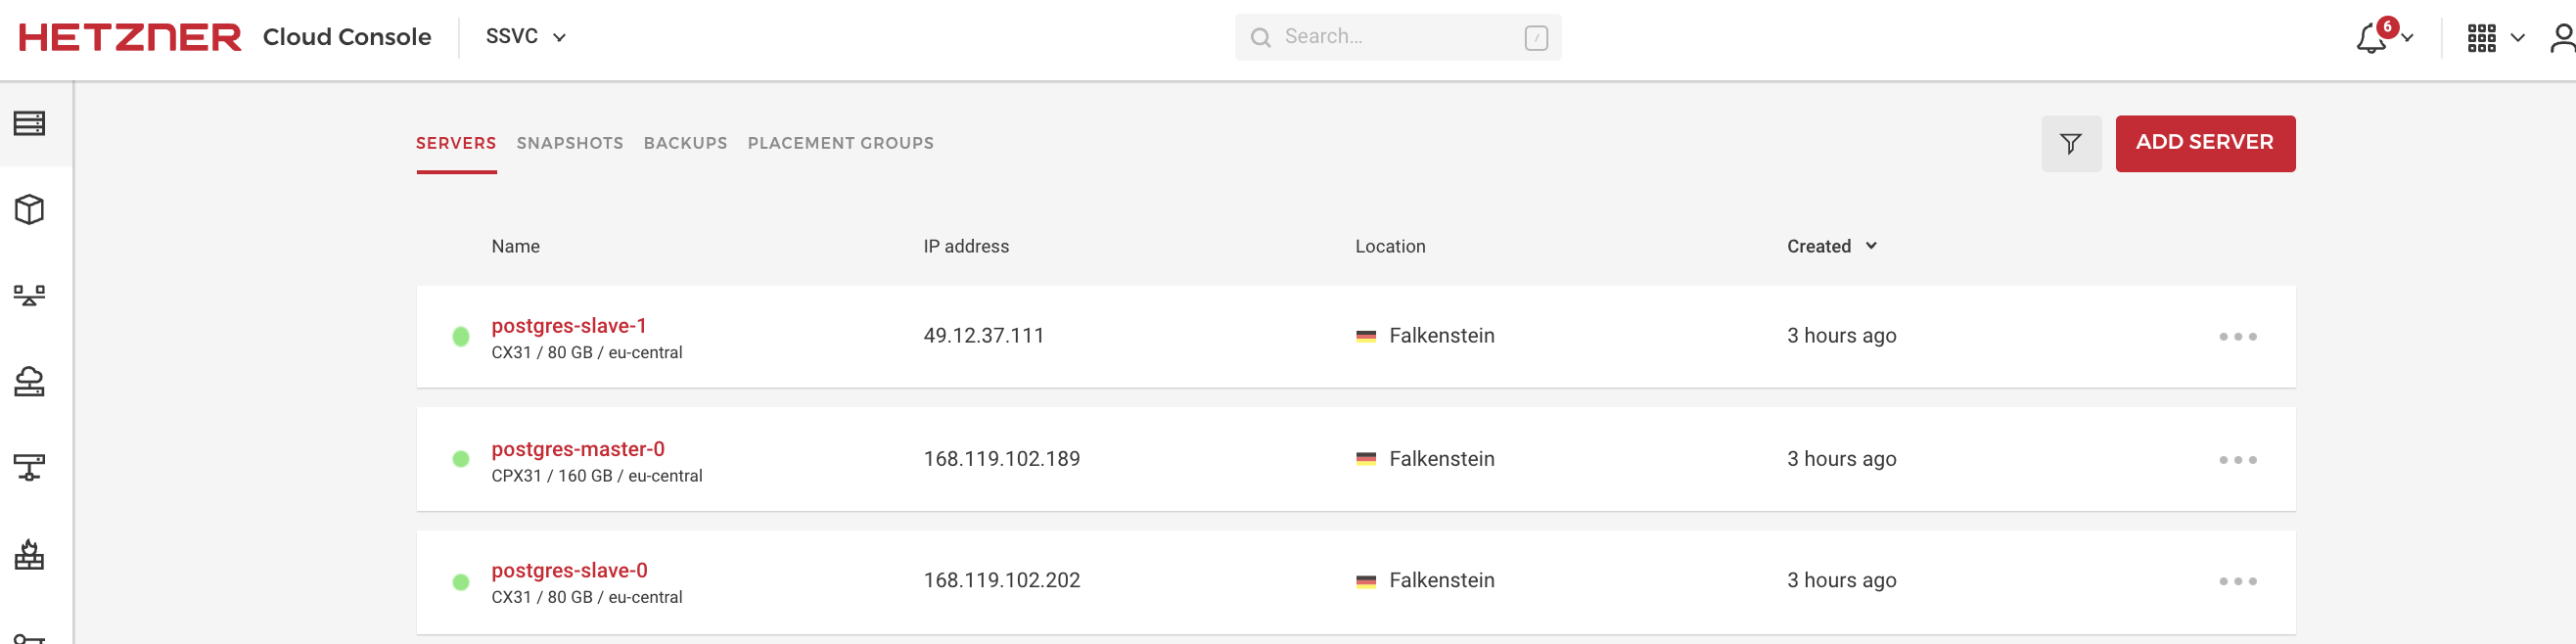 HETZNER Cloud Console SSVC Search... / 6
SERVERS SNAPSHOTS BACKUPS PLACEMENT GROUPS ADD SERVER
Name IP address Location Created
postgres-slave-1 49.12.37.111 Falkenstein 3 hours ago
CX31 / 80 GB / eu-central
postgres-master-0 168.119.102.189 Falkenstein 3 hours ago
CPX31 / 160 GB / eu-central
postgres-slave-0 168.119.102.202 Falkenstein 3 hours ago
CX31 / 80 GB / eu-central